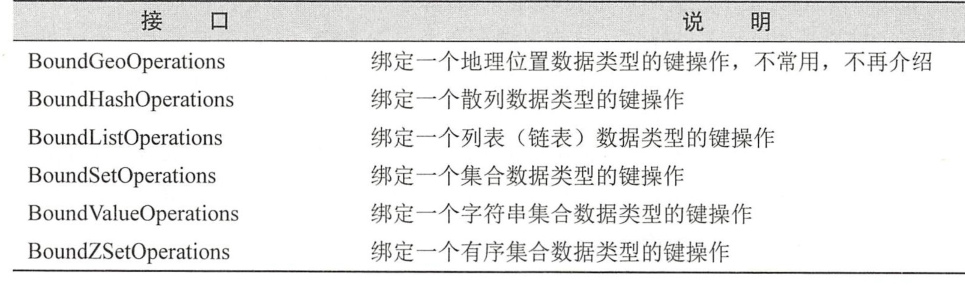 接 口 说 明
BoundGeoOperations 绑定一个地理位置数据类型的键操作，不常用，不再介绍
BoundHashOperations 绑定一个散列数据类型的键操作
BoundListOperations 绑定一个列表（链表）数据类型的键操作
BoundSetOperations 绑定一个集合数据类型的键操作
BoundValueOperations 绑定一个字符串集合数据类型的键操作
BoundZSetOperations 绑定一个有序集合数据类型的键操作